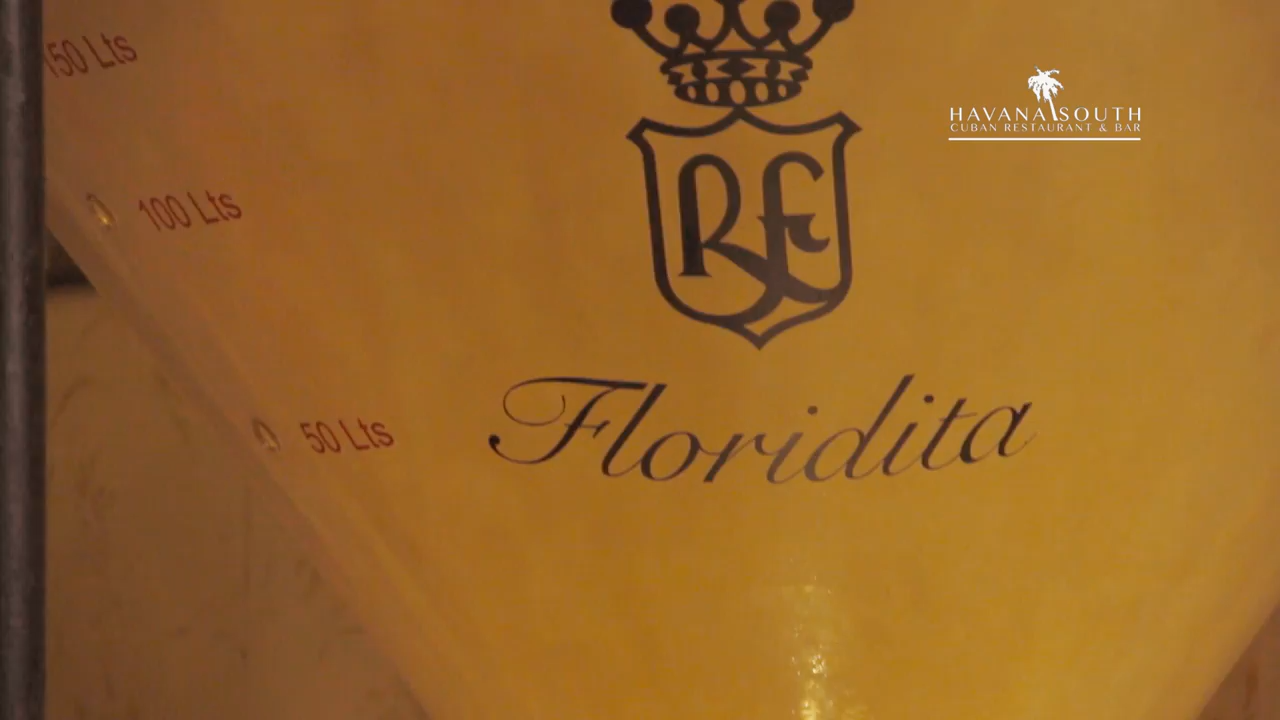 150 Lts
HAVANA SOUTH
CUBAN RESTAURANT & BAR
RF
100 Lts
50 Lts
Floridita